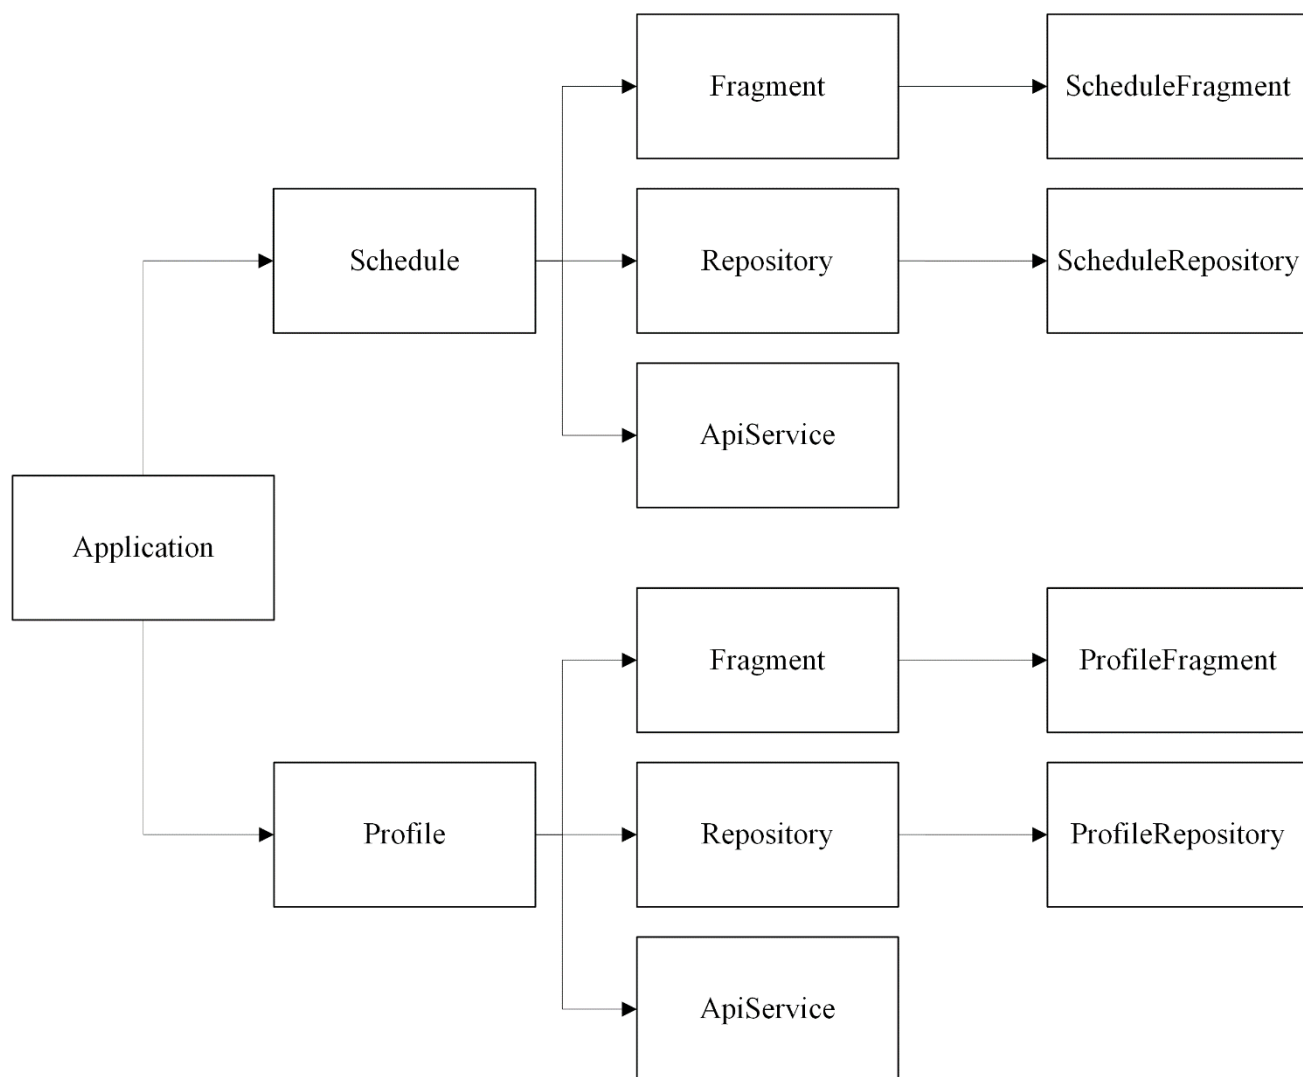 Fragment
ScheduleFragment
Schedule
Repository
ScheduleRepository
ApiService
Application
Fragment
ProfileFragment
Profile
Repository
ProfileRepository
ApiService